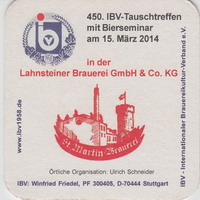 450. IBV-Tauschtreffen
mit Bierseminar
am 15. März 2014
in der
Lahnsteiner Brauerei GmbH & Co. KG
St. Martin-Brauerei
Örtliche Organisation: Ulrich Schneider
IBV: Winfried Friedel, PF 300405, D-70444 Stuttgart
www.ibv1958.de
IBV - Internationaler Brauereikultur-Verband e.V.